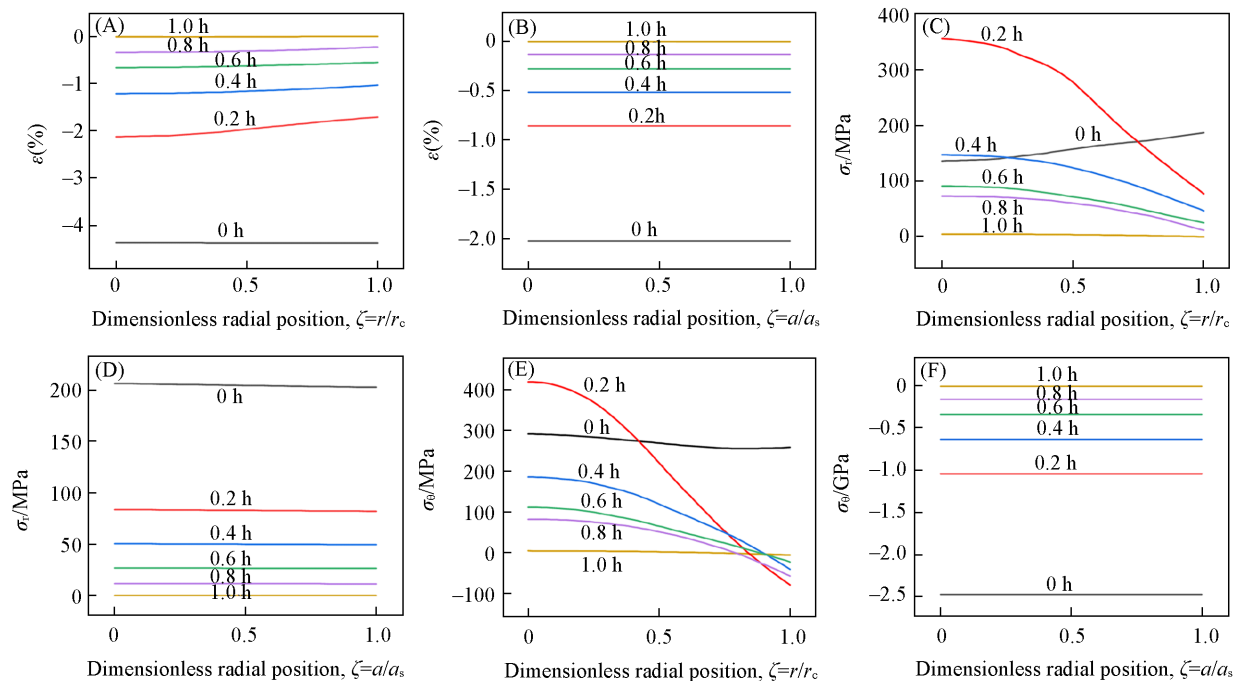 (A)
1.0 h
0.8 h
0.6 h
0.4 h
0.2 h
0 h
0
–1
–2
–3
–4
ε(%)
0
0.5
1.0
Dimensionless radial position, ζ=r/rc
(B)
1.0 h
0.8 h
0.6 h
0.4 h
0.2h
0 h
0
–0.5
–1.0
–1.5
–2.0
ε(%)
0
0.5
1.0
Dimensionless radial position, ζ=a/as
(C)
0.2 h
0 h
0.4 h
0.6 h
0.8 h
1.0 h
400
300
200
100
0
σr/MPa
0
0.5
1.0
Dimensionless radial position, ζ=r/rc
(D)
0 h
0.2 h
0.4 h
0.6 h
0.8 h
1.0 h
200
150
100
50
0
σr/MPa
0
0.5
1.0
Dimensionless radial position, ζ=a/as
(E)
0.2 h
0 h
0.4 h
0.6 h
0.8 h
1.0 h
400
300
200
100
0
–100
σθ/MPa
0
0.5
1.0
Dimensionless radial position, ζ=r/rc
(F)
1.0 h
0.8 h
0.6 h
0.4 h
0.2 h
0 h
0
–0.5
–1.0
–1.5
–2.0
–2.5
σθ/GPa
0
0.5
1.0
Dimensionless radial position, ζ=a/as